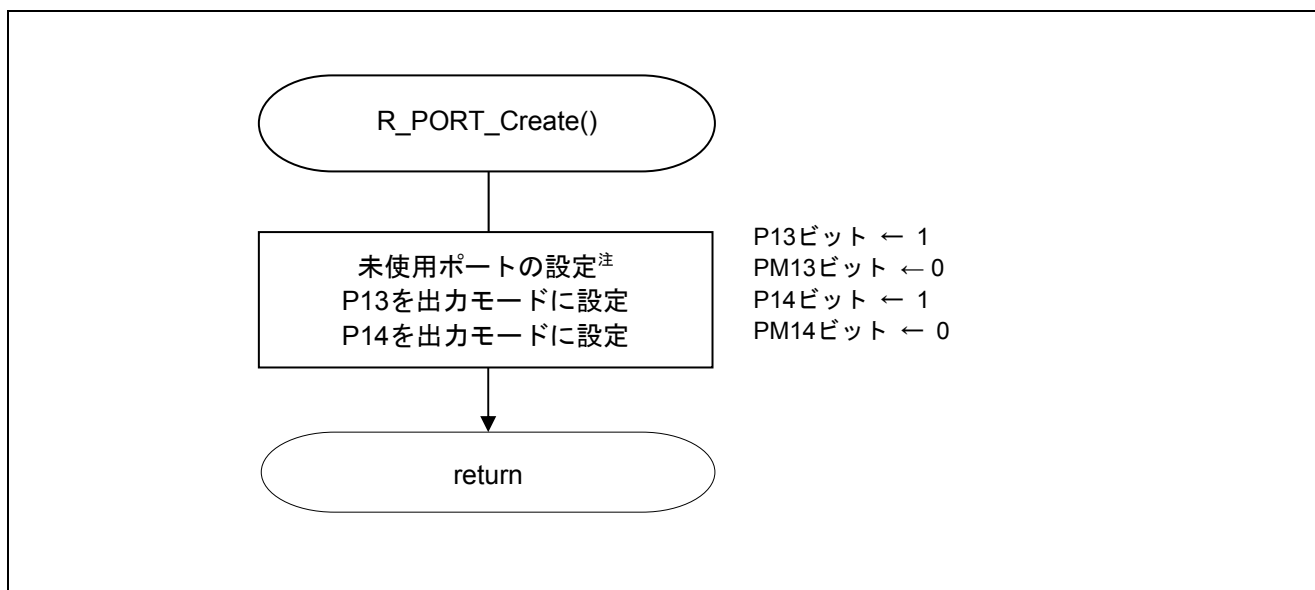 R_PORT_Create()
未使用ポートの設定注
P13を出力モードに設定
P14を出力モードに設定
P13ビット ← 1
PM13ビット ← 0
P14ビット ← 1
PM14ビット ← 0
return